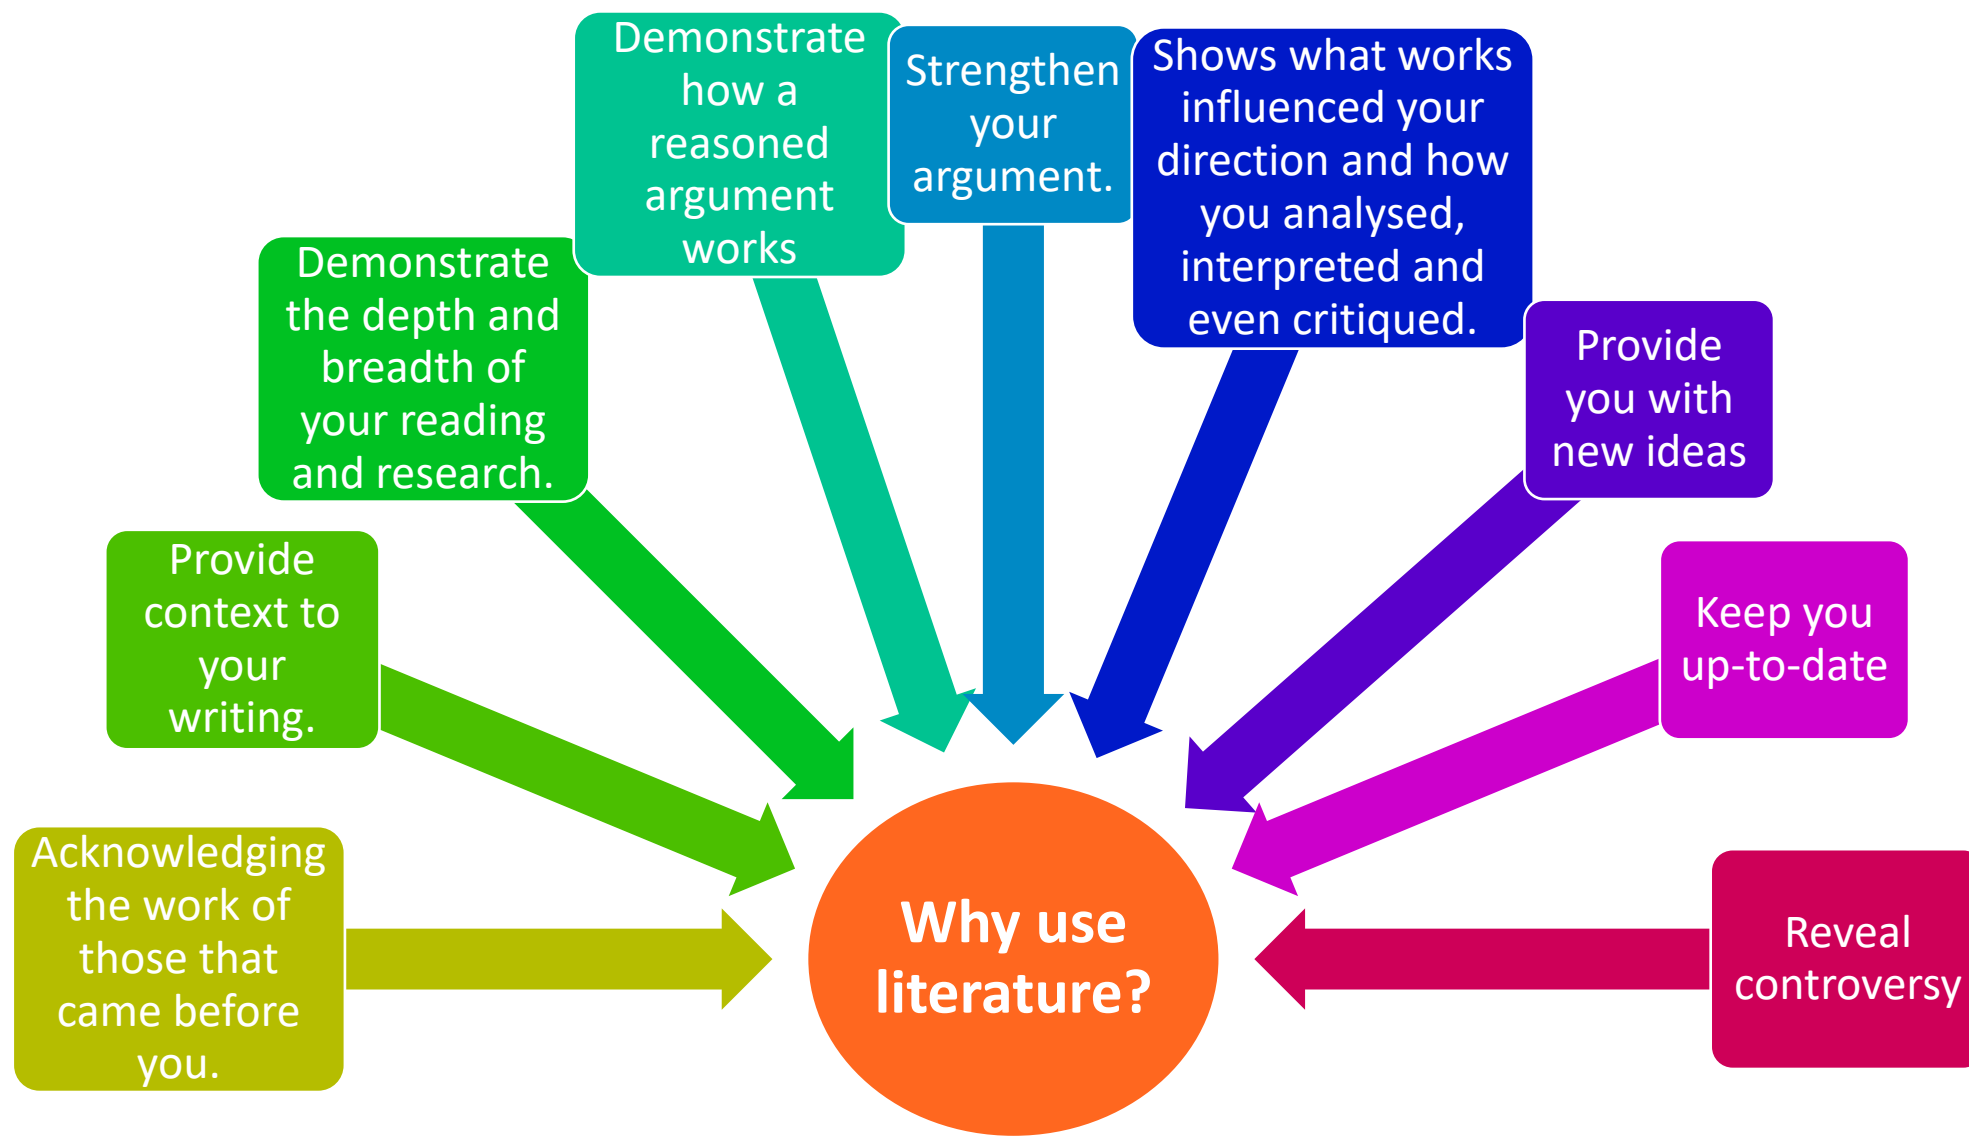 Acknowledging
the work of
those that
came before
you.
Provide
context to
your
writing.
Demonstrate
the depth and
breadth of
your reading
and research.
Demonstrate
how a
reasoned
argument
works
Strengthen
your
argument.
Shows what works
influenced your
direction and how
you analysed,
interpreted and
even critiqued.
Provide
you with
new ideas
Keep you
up-to-date
Reveal
controversy
Why use
literature?